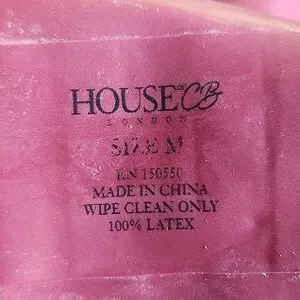 HOUSE OF CB
LONDON
SIZE M
RN 150550
MADE IN CHINA
WIPE CLEAN ONLY
100% LATEX